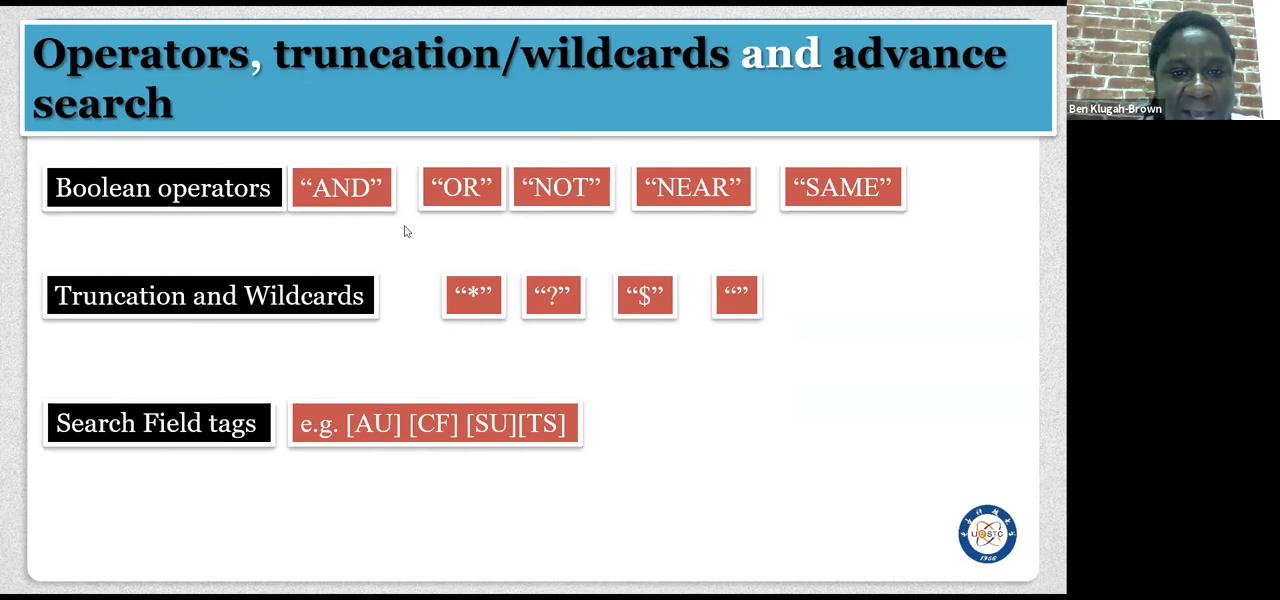 Operators, truncation/wildcards and advance
search
Ben Klugah-Brown
Boolean operators “AND” “OR” “NOT” “NEAR” “SAME”
Truncation and Wildcards “*” “?” “$” “”
Search Field tags e.g. [AU] [CF] [SU][TS]
1956